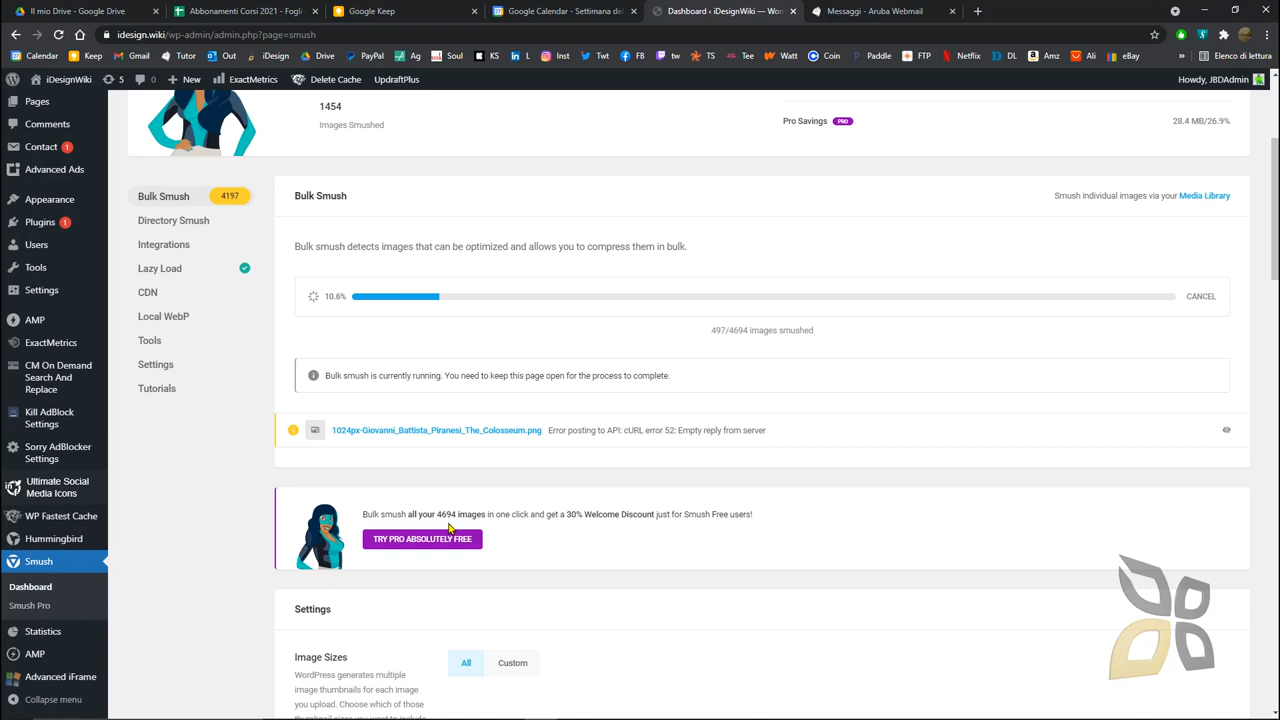 Il mio Drive - Google Drive
Abbonamenti Corsi 2021 - Fogli
Google Keep
Google Calendar - Settimana de
Dashboard ‹ iDesignWiki — Wor
Messaggi - Aruba Webmail
idesign.wiki/wp-admin/admin.php?page=smush
Calendar Keep Gmail Tutor Out iDesign Drive PayPal Ag Soul KS in LI Inst Twt FB tw TS Tee Watt Coin Paddle FTP Netflix DL Amz Ali eBay » Elenco di lettura
iDesignWiki 5 0 + New ExactMetrics Delete Cache UpdraftPlus Howdy, JBDAdmin
Pages
Comments
Contact 1
Advanced Ads
Appearance
Plugins 1
Users
Tools
Settings
AMP
ExactMetrics
CM On Demand
Search And
Replace
Kill AdBlock
Settings
Sorry AdBlocker
Settings
Ultimate Social
Media Icons
WP Fastest Cache
Hummingbird
Smush
Dashboard
Smush Pro
Statistics
AMP
Advanced iFrame
Collapse menu
1454
Images Smushed
Pro Savings PRO 28.4 MB/26.9%
Bulk Smush 4197
Directory Smush
Integrations
Lazy Load
CDN
Local WebP
Tools
Settings
Tutorials
Bulk Smush
Smush individual images via your Media Library
Bulk smush detects images that can be optimized and allows you to compress them in bulk.
10.6% CANCEL
497/4694 images smushed
Bulk smush is currently running. You need to keep this page open for the process to complete.
1024px-Giovanni_Battista_Piranesi_The_Colosseum.png Error posting to API: cURL error 52: Empty reply from server
Bulk smush all your 4694 images in one click and get a 30% Welcome Discount just for Smush Free users!
TRY PRO ABSOLUTELY FREE
Settings
Image Sizes
All Custom
WordPress generates multiple
image thumbnails for each image
you upload. Choose which of those